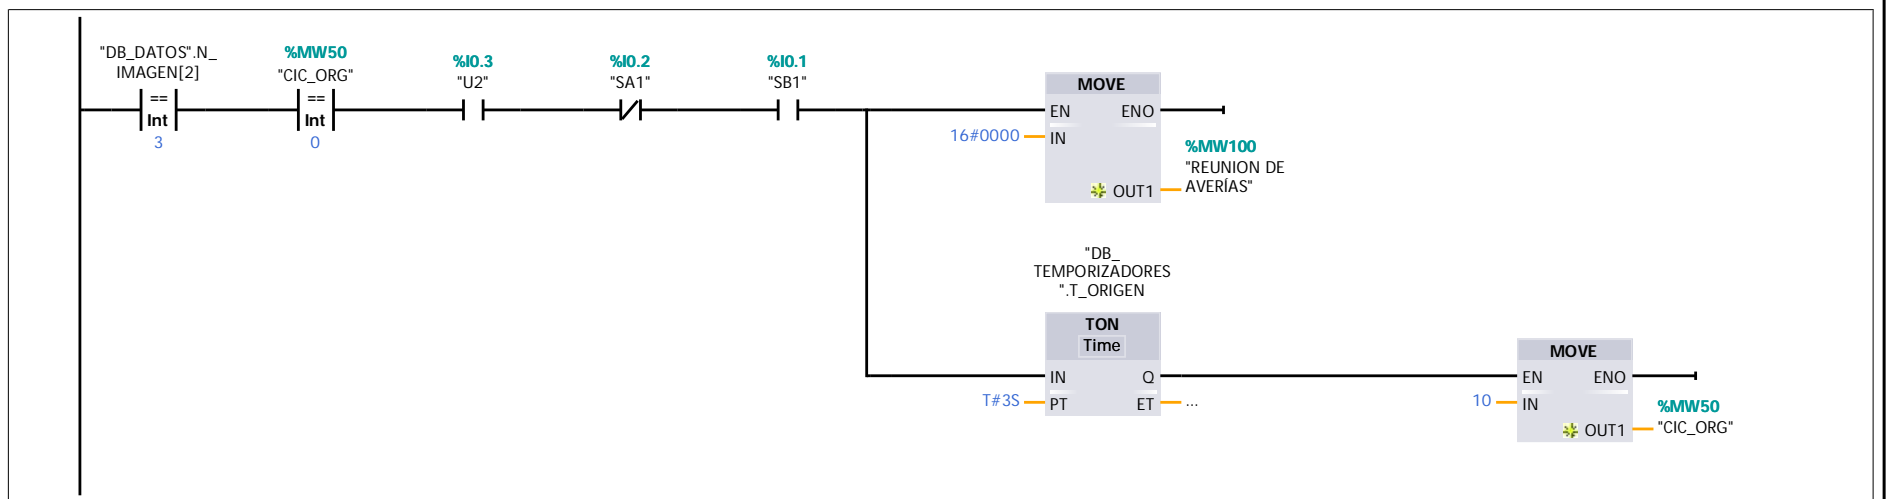 "DB_DATOS".N_
IMAGEN[2]
==
Int
3
%MW50
"CIC_ORG"
==
Int
0
%I0.3
"U2"
%I0.2
"SA1"
%I0.1
"SB1"
MOVE
EN ENO
16#0000 IN
%MW100
"REUNION DE
AVERÍAS"
OUT1
"DB_
TEMPORIZADORES
".T_ORIGEN
TON
Time
IN Q
T#3S PT ET ...
MOVE
EN ENO
10 IN
%MW50
"CIC_ORG"
OUT1